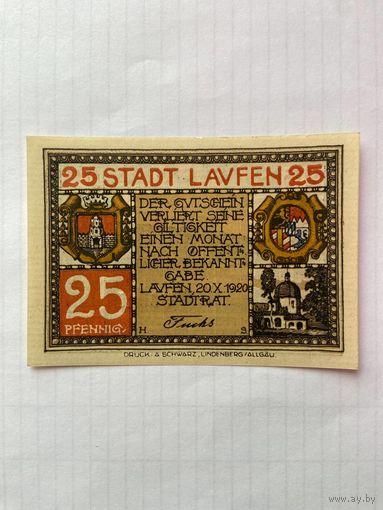 25 STADT LAVFEN 25
DER GVTSCHEIN
VERLIERT SEINE
GILTIGKEIT
EINEN MONAT
NACH OFFENT-
LICHER BEKANNT-
GABE
LAVFEN, 20.X.1920
STADTRAT.
25
PFENNIG
H. S.
Fuchs
DRUCK: A SCHWARZ, LINDENBERG/ALLGÄU.
www.ay.by